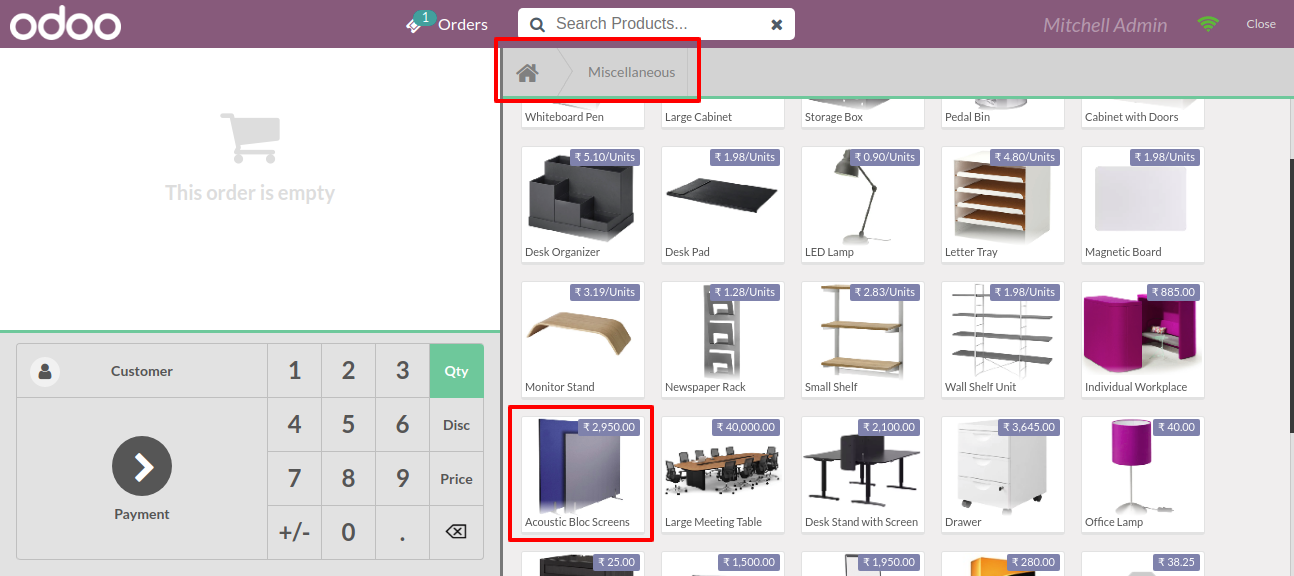 odoo
1
Orders
Search Products...
Mitchell Admin
Close
Miscellaneous
This order is empty
Whiteboard Pen
Large Cabinet
Storage Box
Pedal Bin
Cabinet with Doors
₹ 5.10/Units
₹ 1.98/Units
₹ 0.90/Units
₹ 4.80/Units
₹ 1.98/Units
Desk Organizer
Desk Pad
LED Lamp
Letter Tray
Magnetic Board
₹ 3.19/Units
₹ 1.28/Units
₹ 2.83/Units
₹ 1.98/Units
₹ 885.00
Monitor Stand
Newspaper Rack
Small Shelf
Wall Shelf Unit
Individual Workplace
₹ 2,950.00
₹ 40,000.00
₹ 2,100.00
₹ 3,645.00
₹ 40.00
Acoustic Bloc Screens
Large Meeting Table
Desk Stand with Screen
Drawer
Office Lamp
₹ 25.00
₹ 1,500.00
₹ 1,950.00
₹ 280.00
₹ 38.25
Customer
Payment
1 2 3 Qty
4 5 6 Disc
7 8 9 Price
+/- 0 .